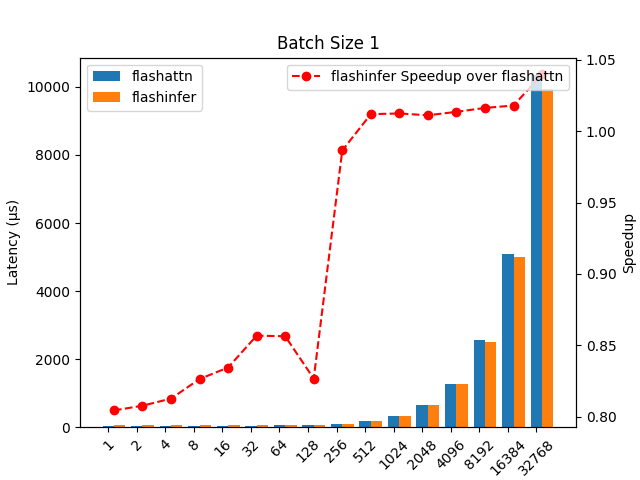 Batch Size 1
flashattn
flashinfer
flashinfer Speedup over flashattn
Latency (µs)
10000
8000
6000
4000
2000
0
1.05
1.00
0.95
0.90
0.85
0.80
Speedup
1 2 4 8 16 32 64 128 256 512 1024 2048 4096 8192 16384 32768